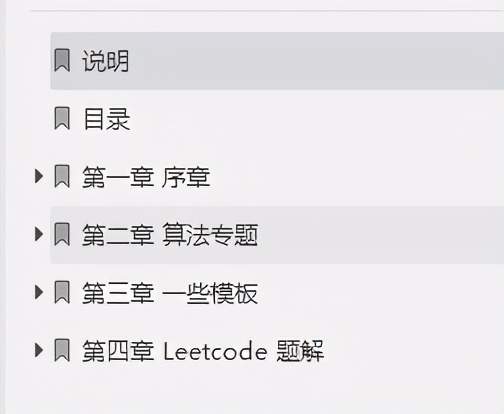 说明
目录
第一章 序章
第二章 算法专题
第三章 一些模板
第四章 Leetcode 题解